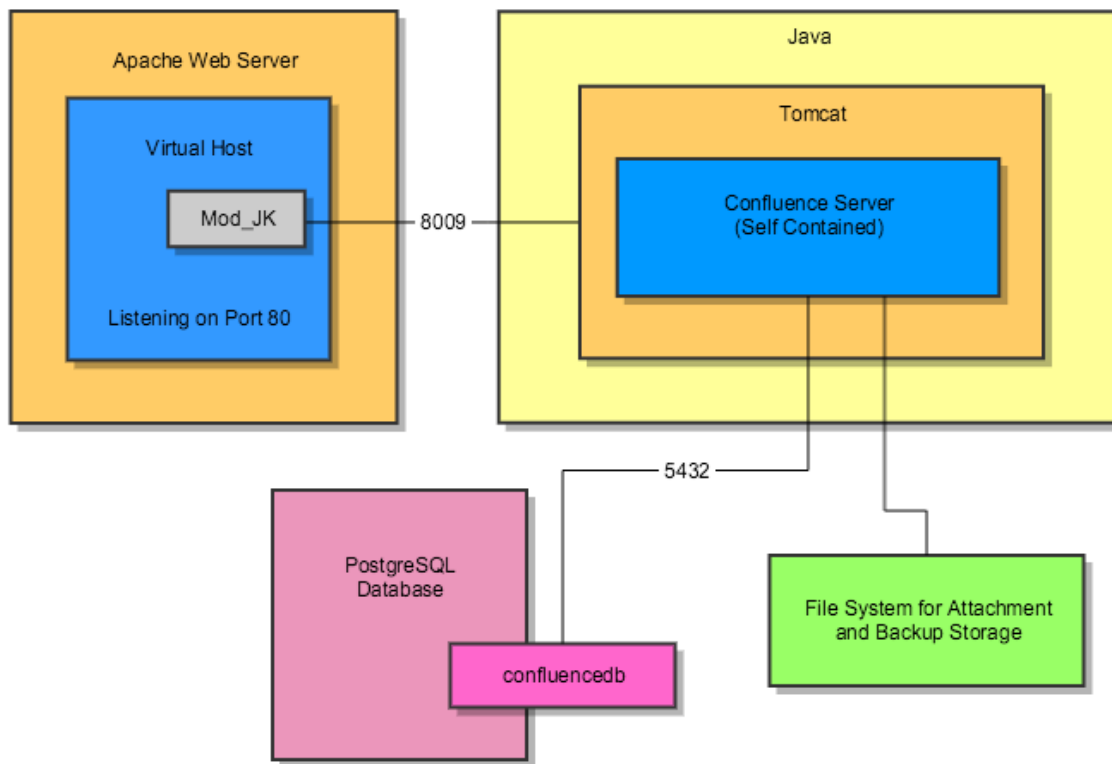 Apache Web Server
Virtual Host
Mod_JK
Listening on Port 80
8009
Java
Tomcat
Confluence Server
(Self Contained)
5432
PostgreSQL
Database
confluencedb
File System for Attachment
and Backup Storage